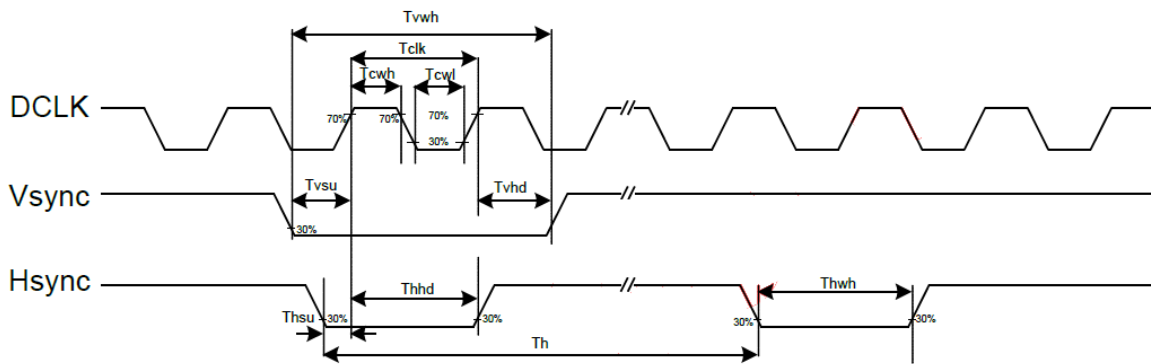 Tvwh
Tclk
Tcwh Tcwl
DCLK
70% 70% 70%
30%
Tvsu Tvhd
Vsync
30%
Hsync
Thhd Thwh
Thsu 30% 30% 30% 30%
Th